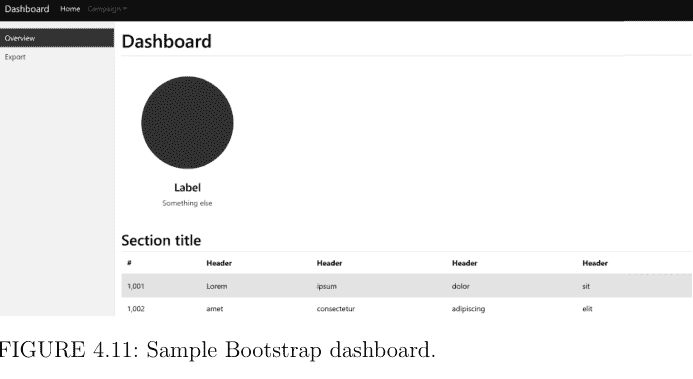 Dashboard Home Campaign
Overview
Export
Dashboard
Label
Something else
Section title
# Header Header Header Header
1,001 Lorem ipsum dolor sit
1,002 amet consectetur adipiscing elit
FIGURE 4.11: Sample Bootstrap dashboard.